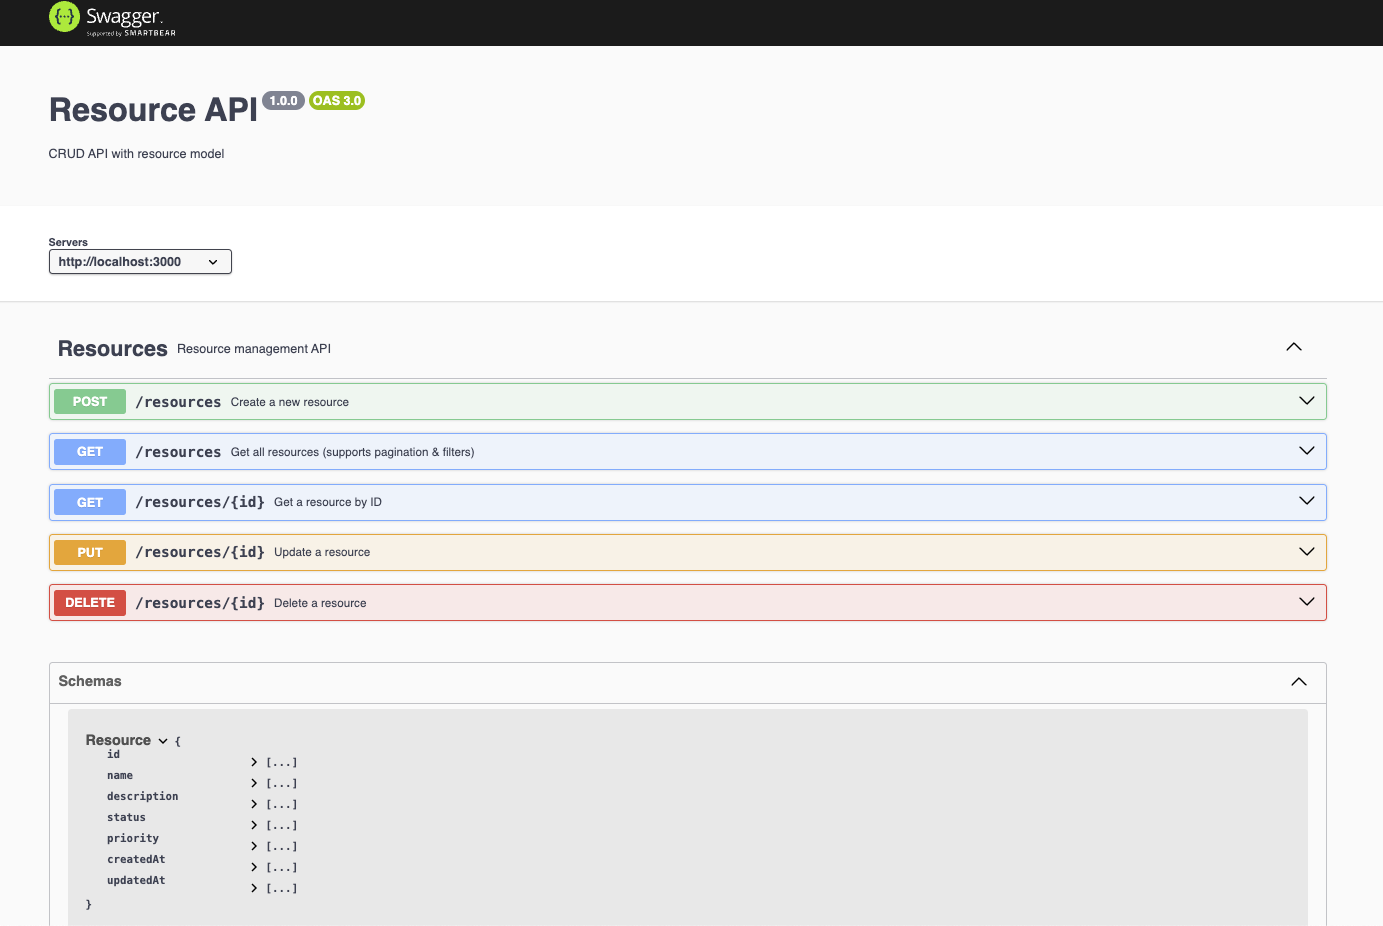 {···} Swagger.
Supported by SMARTBEAR
Resource API 1.0.0 OAS 3.0
CRUD API with resource model
Servers
http://localhost:3000
Resources Resource management API
POST /resources Create a new resource
GET /resources Get all resources (supports pagination & filters)
GET /resources/{id} Get a resource by ID
PUT /resources/{id} Update a resource
DELETE /resources/{id} Delete a resource
Schemas
Resource {
id [...]
name [...]
description [...]
status [...]
priority [...]
createdAt [...]
updatedAt [...]
}